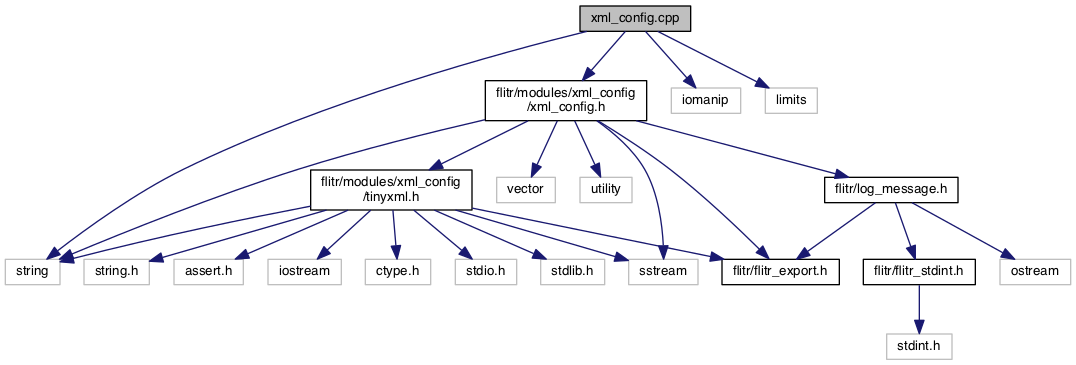 xml_config.cpp
flitr/modules/xml_config
/xml_config.h
iomanip
limits
flitr/modules/xml_config
/tinyxml.h
vector
utility
flitr/log_message.h
string
string.h
assert.h
iostream
ctype.h
stdio.h
stdlib.h
sstream
flitr/flitr_export.h
flitr/flitr_stdint.h
ostream
stdint.h